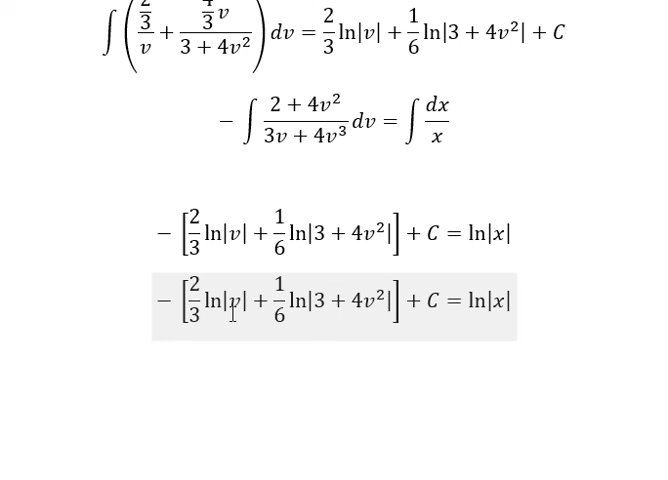 ∫ ( 2/3 / v + 4/3 v / 3 + 4v² ) dv = 2/3 ln|v| + 1/6 ln|3 + 4v²| + C
− ∫ 2 + 4v² / 3v + 4v³ dv = ∫ dx / x
− [ 2/3 ln|v| + 1/6 ln|3 + 4v²| ] + C = ln|x|
− [ 2/3 ln|v| + 1/6 ln|3 + 4v²| ] + C = ln|x|